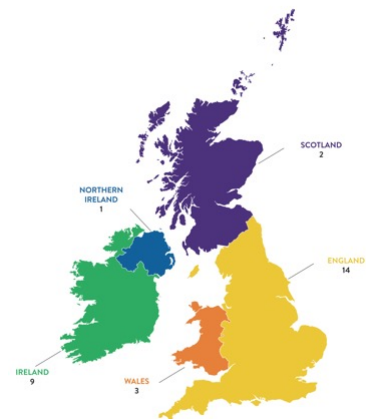 SCOTLAND
2
NORTHERN
IRELAND
1
ENGLAND
14
IRELAND
9
WALES
3